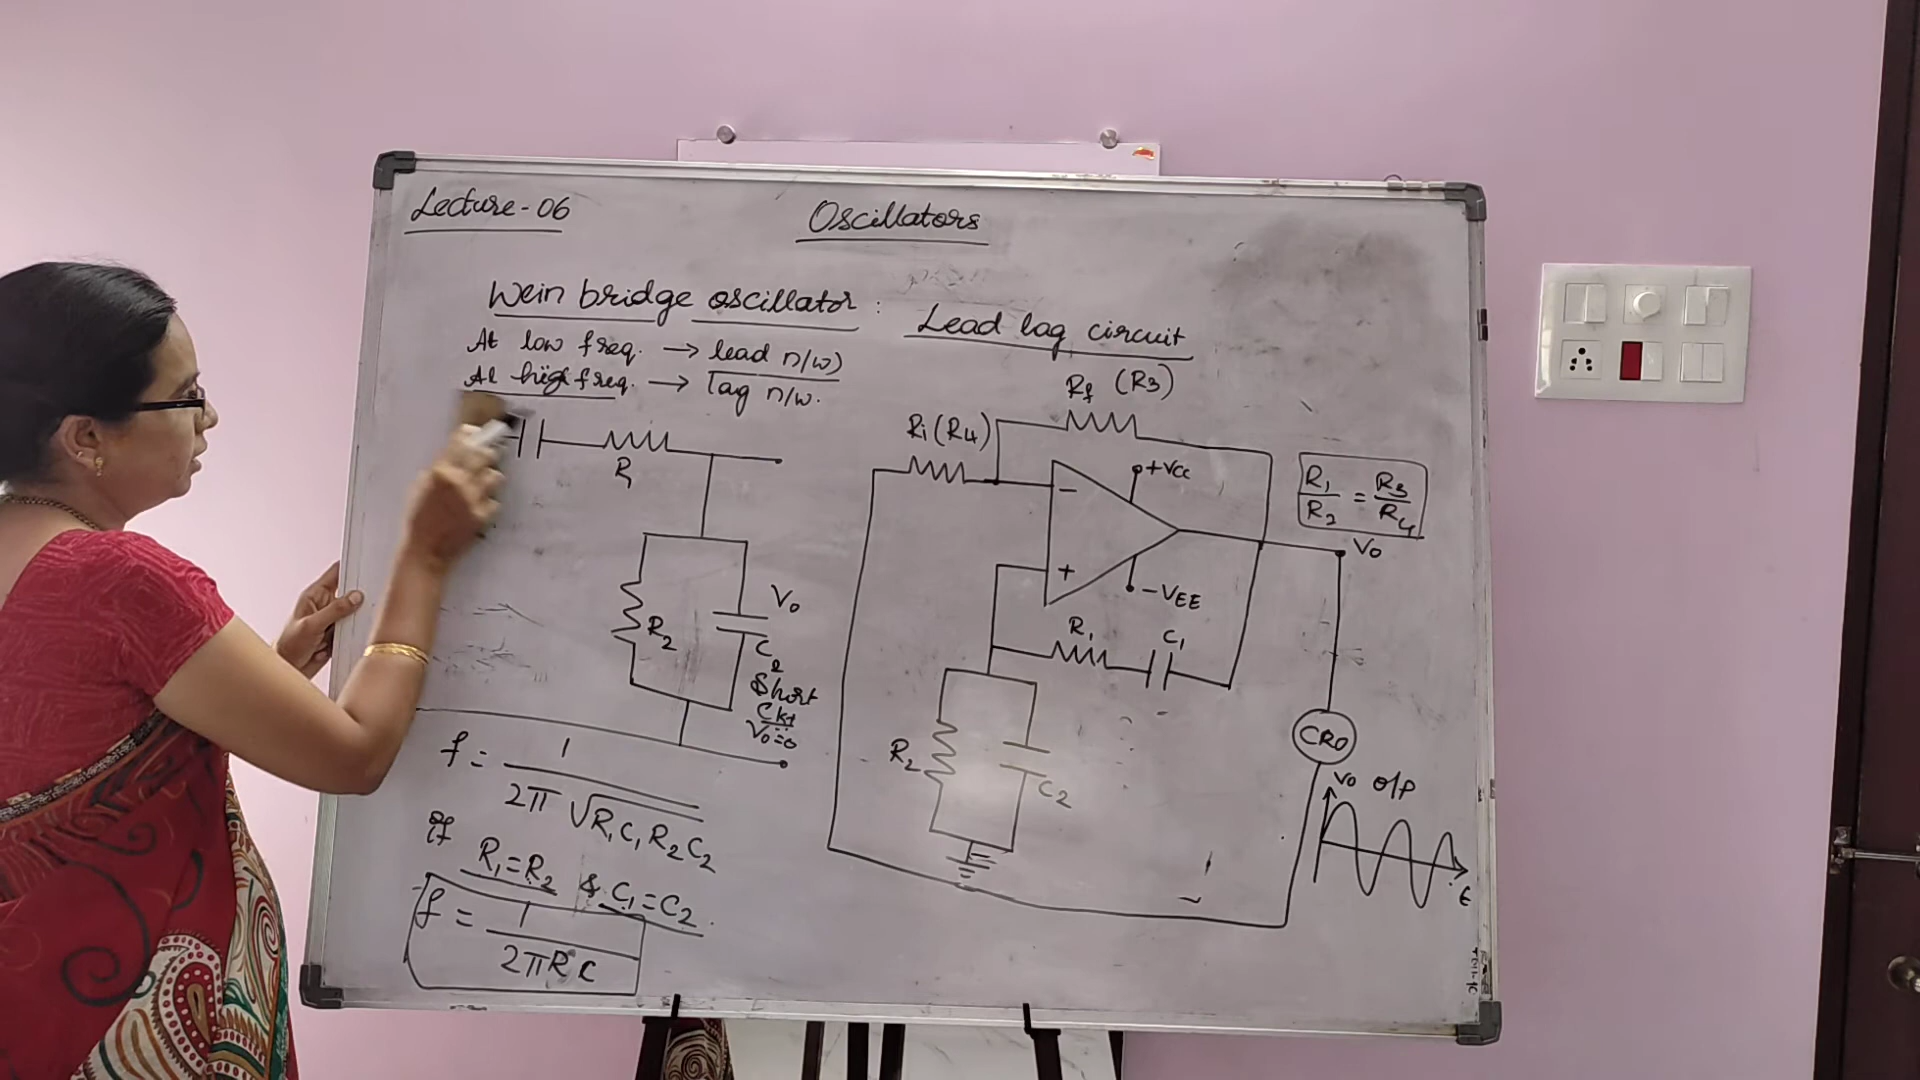 Lecture-06
Oscillators
Wein bridge oscillator :
Lead lag circuit
At low freq. → lead n/w)
At high freq. → lag n/w.
R1
R2
V0
C2
Short
Ckt
V0=0
f = 1 / 2π √R1C1R2C2
if
R1=R2 & C1=C2.
f = 1 / 2πRC
Rf (R3)
Ri (R4)
−
+
+Vcc
-VEE
R1
C1
R2
C2
R1/R2 = R3/R4
V0
CRO
V0 o/p
t